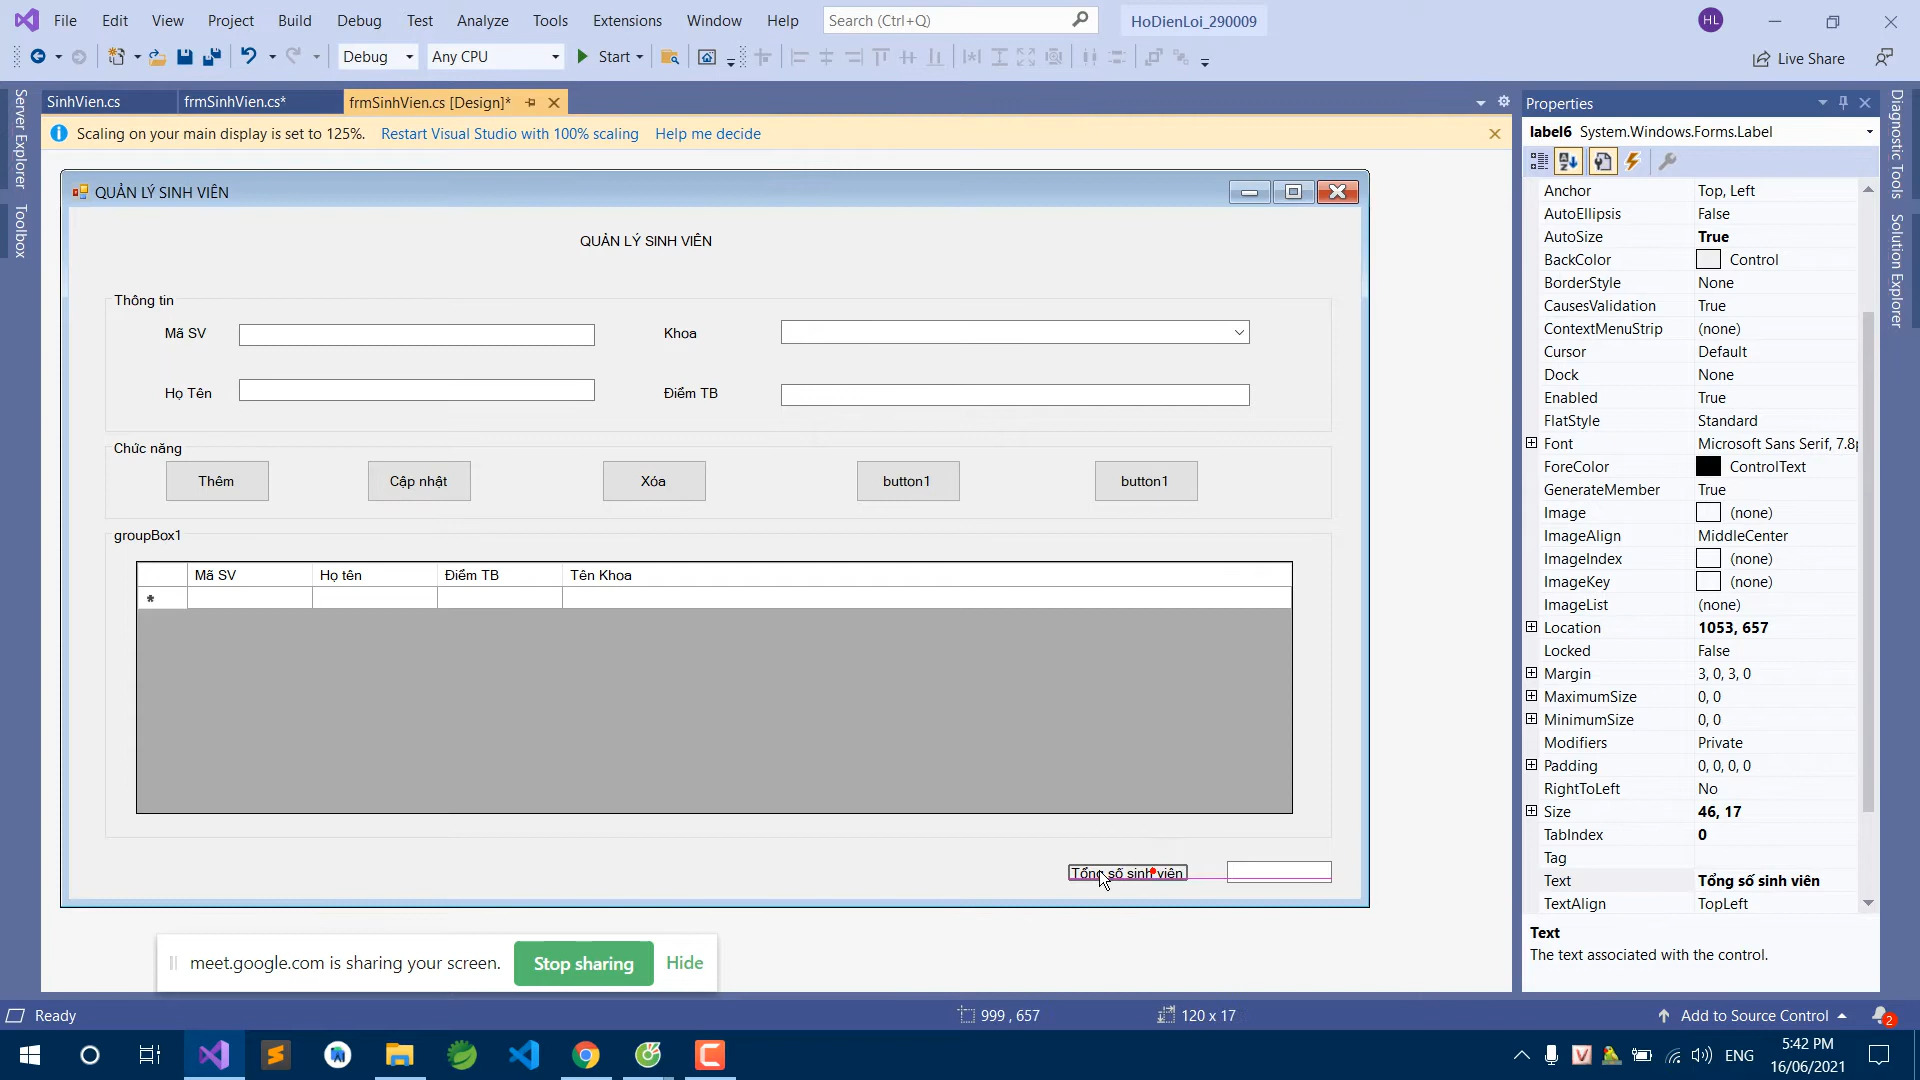 File Edit View Project Build Debug Test Analyze Tools Extensions Window Help Search (Ctrl+Q) HoDienLoi_290009 HL
Debug Any CPU Start Live Share
Server Explorer
Toolbox
SinhVien.cs frmSinhVien.cs* frmSinhVien.cs [Design]*
Scaling on your main display is set to 125%. Restart Visual Studio with 100% scaling Help me decide
QUẢN LÝ SINH VIÊN
QUẢN LÝ SINH VIÊN
Thông tin
Mã SV Khoa
Họ Tên Điểm TB
Chức năng
Thêm Cập nhật Xóa button1 button1
groupBox1
Mã SV Họ tên Điểm TB Tên Khoa
Tổng số sinh viên
meet.google.com is sharing your screen. Stop sharing Hide
Properties
label6 System.Windows.Forms.Label
Anchor Top, Left
AutoEllipsis False
AutoSize True
BackColor Control
BorderStyle None
CausesValidation True
ContextMenuStrip (none)
Cursor Default
Dock None
Enabled True
FlatStyle Standard
Font Microsoft Sans Serif, 7.8p
ForeColor ControlText
GenerateMember True
Image (none)
ImageAlign MiddleCenter
ImageIndex (none)
ImageKey (none)
ImageList (none)
Location 1053, 657
Locked False
Margin 3, 0, 3, 0
MaximumSize 0, 0
MinimumSize 0, 0
Modifiers Private
Padding 0, 0, 0, 0
RightToLeft No
Size 46, 17
TabIndex 0
Tag
Text Tổng số sinh viên
TextAlign TopLeft
Text
The text associated with the control.
Diagnostic Tools
Solution Explorer
Ready 999 , 657 120 x 17 Add to Source Control 2
ENG 5:42 PM
16/06/2021